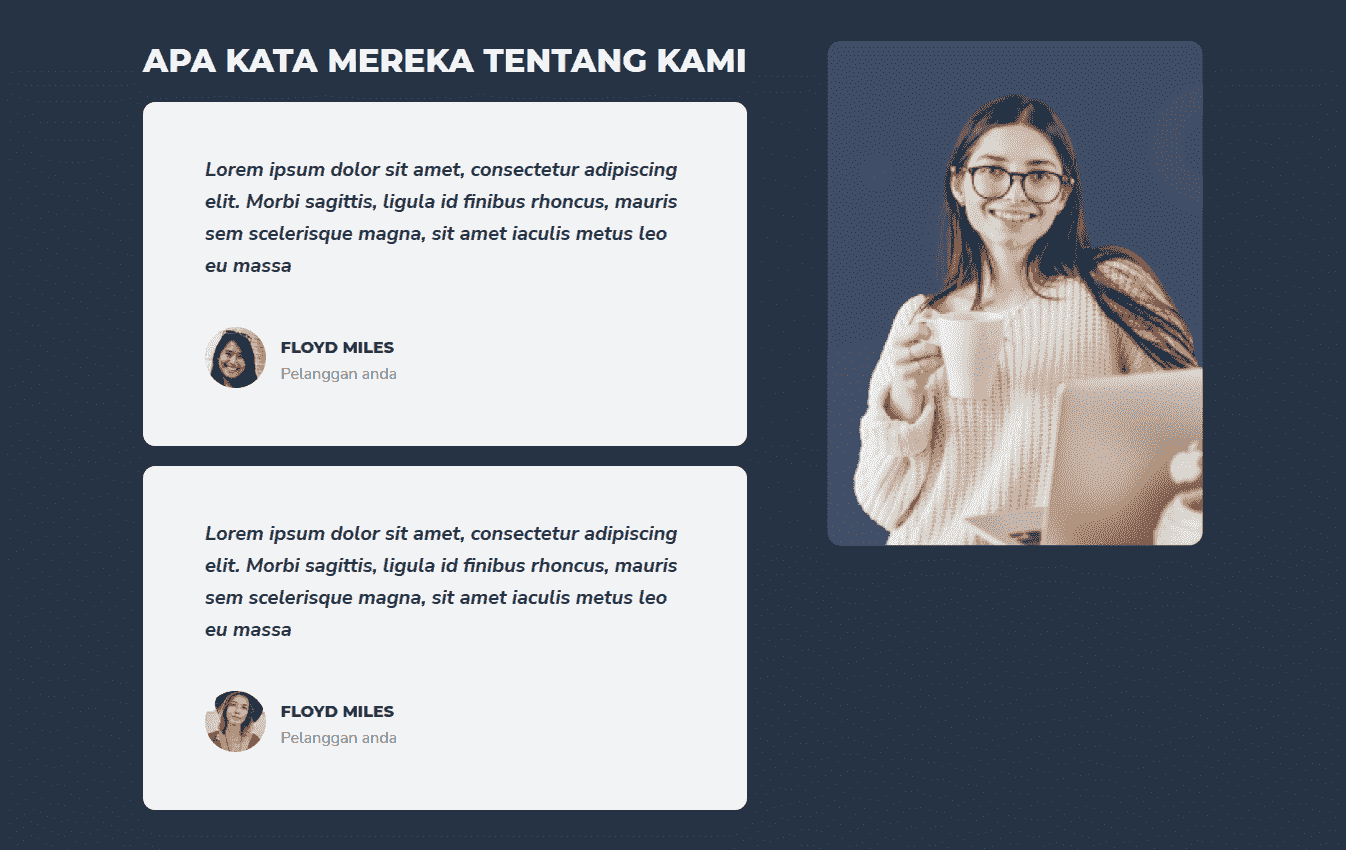 APA KATA MEREKA TENTANG KAMI
Lorem ipsum dolor sit amet, consectetur adipiscing
elit. Morbi sagittis, ligula id finibus rhoncus, mauris
sem scelerisque magna, sit amet iaculis metus leo
eu massa
FLOYD MILES
Pelanggan anda
Lorem ipsum dolor sit amet, consectetur adipiscing
elit. Morbi sagittis, ligula id finibus rhoncus, mauris
sem scelerisque magna, sit amet iaculis metus leo
eu massa
FLOYD MILES
Pelanggan anda